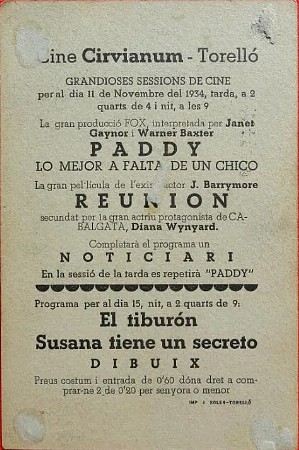 Cine Cirvianum - Torelló
GRANDIOSES SESSIONS DE CINE
per al dia 11 de Novembre del 1934, tarda, a 2
quarts de 4 i nit, a les 9
La gran producció FOX, interpretada per Janet
Gaynor i Warner Baxter
PADDY
LO MEJOR A FALTA DE UN CHICO
La gran pel'lícula de l'exim actor J. Barrymore
REUNION
secundat per la gran actriu protagonista de CA-
BALGATA, Diana Wynyard.
Completarà el programa un
NOTICIARI
En la sessió de la tarda es repetirà "PADDY"
Programa per al dia 15, nit, a 2 quarts de 9:
El tiburón
Susana tiene un secreto
DIBUIX
Preus costum i entrada de 0'60 dóna dret a com-
prar-ne 2 de 0'20 per senyora o menor
IMP J SOLER-TORELLÓ